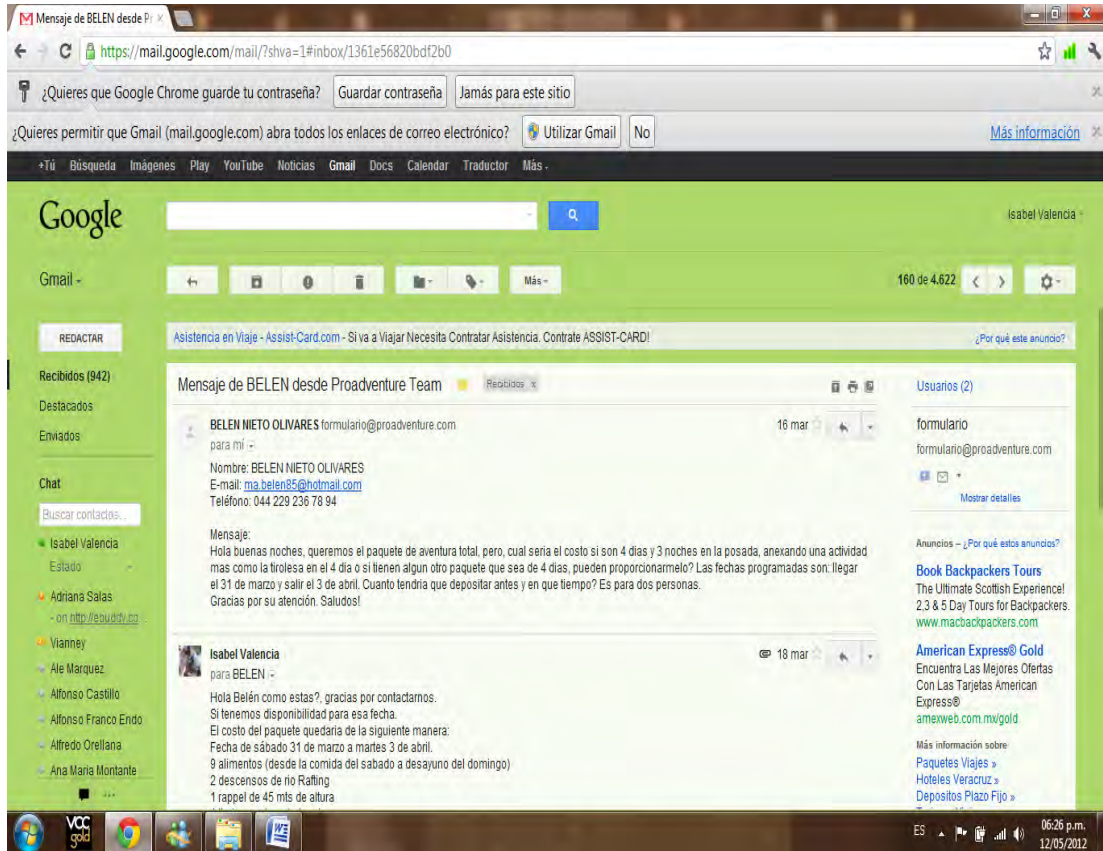 Mensaje de BELEN desde Pr
https://mail.google.com/mail/?shva=1#inbox/1361e56820bdf2b0
¿Quieres que Google Chrome guarde tu contraseña? Guardar contraseña Jamás para este sitio
¿Quieres permitir que Gmail (mail.google.com) abra todos los enlaces de correo electrónico? Utilizar Gmail No Más información
+Tú Búsqueda Imágenes Play YouTube Noticias Gmail Docs Calendar Traductor Más
Google
Isabel Valencia
Gmail
Más
160 de 4.622
REDACTAR
Recibidos (942)
Destacados
Enviados
Chat
Buscar contactos...
Isabel Valencia
Estado
Adriana Salas
- on http://ebuddy.co
Vianney
Ale Marquez
Alfonso Castillo
Alfonso Franco Endo
Alfredo Orellana
Ana Maria Montante
Asistencia en Viaje - Assist-Card.com - Si va a Viajar Necesita Contratar Asistencia. Contrate ASSIST-CARD!
¿Por qué este anuncio?
Mensaje de BELEN desde Proadventure Team Recibidos x
BELEN NIETO OLIVARES formulario@proadventure.com 16 mar
para mí
Nombre: BELEN NIETO OLIVARES
E-mail: ma.belen85@hotmail.com
Teléfono: 044 229 236 78 94
Mensaje:
Hola buenas noches, queremos el paquete de aventura total, pero, cual seria el costo si son 4 dias y 3 noches en la posada, anexando una actividad
mas como la tirolesa en el 4 dia o si tienen algun otro paquete que sea de 4 dias, pueden proporcionarmelo? Las fechas programadas son: llegar
el 31 de marzo y salir el 3 de abril. Cuanto tendria que depositar antes y en que tiempo? Es para dos personas.
Gracias por su atención. Saludos!
Isabel Valencia 18 mar
para BELEN
Hola Belén como estas?, gracias por contactarnos.
Si tenemos disponibilidad para esa fecha.
El costo del paquete quedaria de la siguiente manera:
Fecha de sábado 31 de marzo a martes 3 de abril.
9 alimentos (desde la comida del sabado a desayuno del domingo)
2 descensos de rio Rafting
1 rappel de 45 mts de altura
Usuarios (2)
formulario
formulario@proadventure.com
Mostrar detalles
Anuncios – ¿Por qué estos anuncios?
Book Backpackers Tours
The Ultimate Scottish Experience!
2,3 & 5 Day Tours for Backpackers.
www.macbackpackers.com
American Express® Gold
Encuentra Las Mejores Ofertas
Con Las Tarjetas American
Express®
amexweb.com.mx/gold
Más información sobre
Paquetes Viajes »
Hoteles Veracruz »
Depositos Plazo Fijo »
VCC
gold
ES
06:26 p.m.
12/05/2012